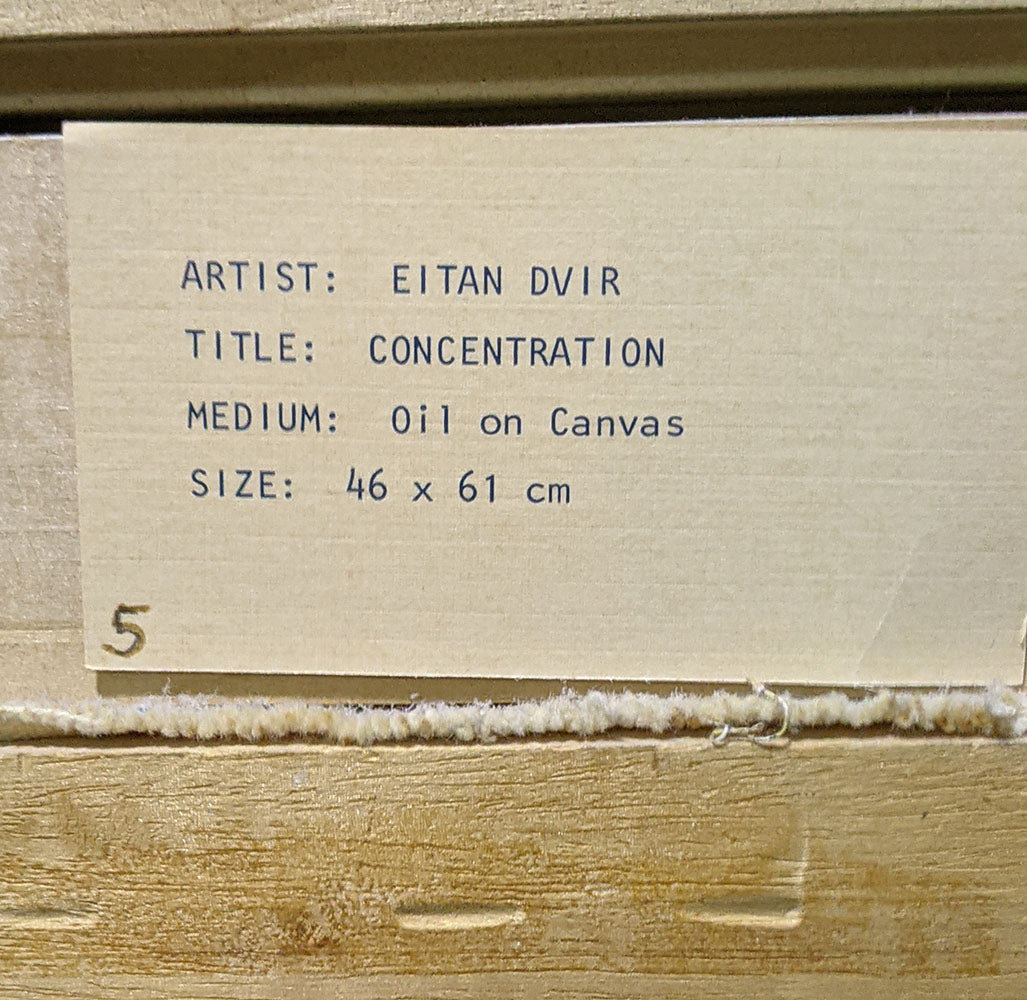 ARTIST: EITAN DVIR
TITLE: CONCENTRATION
MEDIUM: Oil on Canvas
SIZE: 46 x 61 cm
5